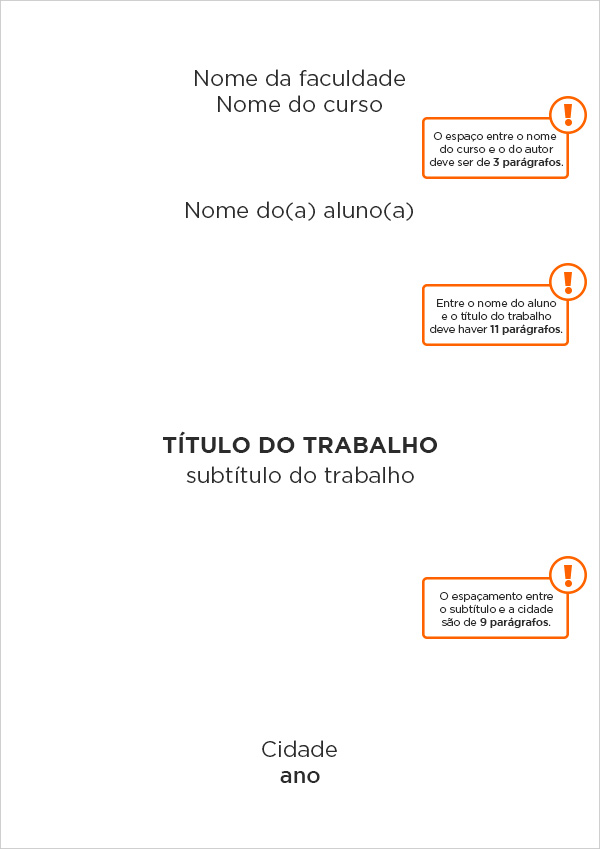 Nome da faculdade
Nome do curso
!
O espaço entre o nome
do curso e o do autor
deve ser de 3 parágrafos.
Nome do(a) aluno(a)
!
Entre o nome do aluno
e o título do trabalho
deve haver 11 parágrafos.
TÍTULO DO TRABALHO
subtítulo do trabalho
!
O espaçamento entre
o subtítulo e a cidade
são de 9 parágrafos.
Cidade
ano